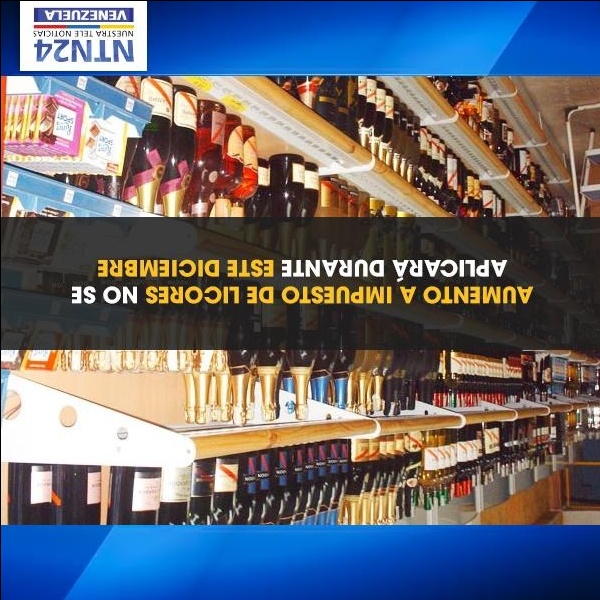 NTN24
NUESTRA TELE NOTICIAS
VENEZUELA
AUMENTO A IMPUESTO DE LICORES NO SE
APLICARÁ DURANTE ESTE DICIEMBRE